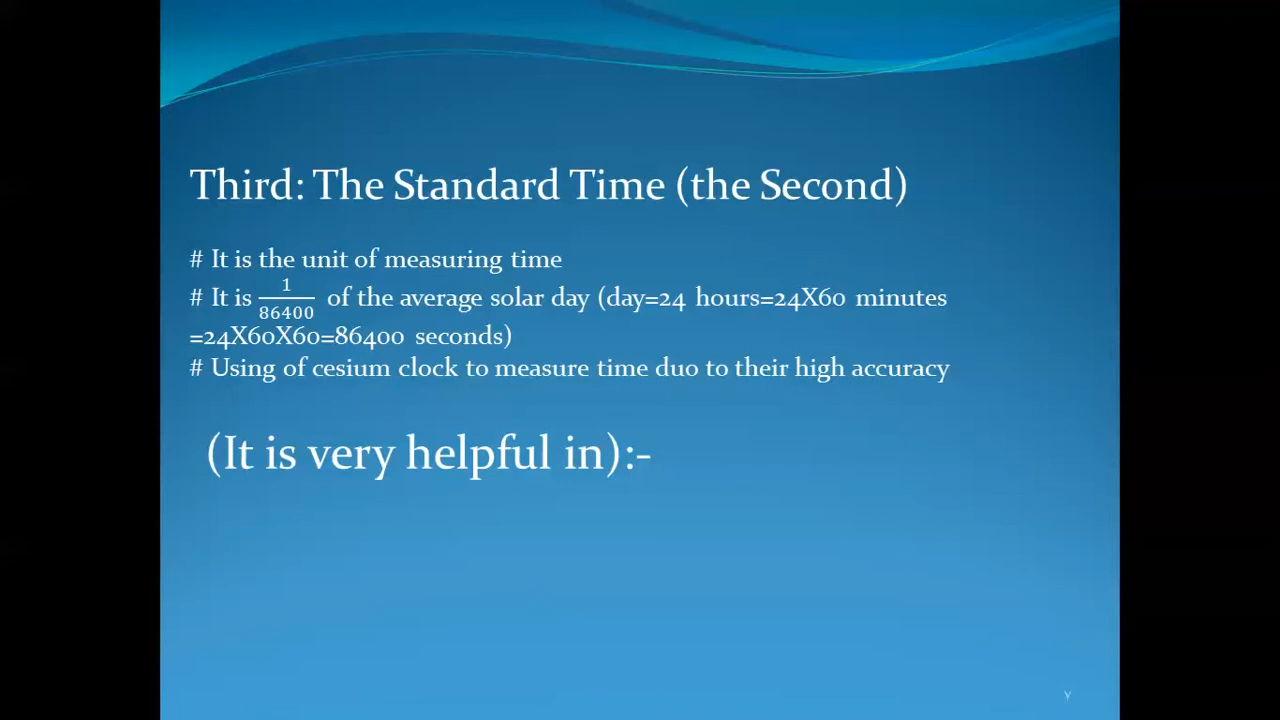 Third: The Standard Time (the Second)
# It is the unit of measuring time
# It is 1/86400 of the average solar day (day=24 hours=24X60 minutes
=24X60X60=86400 seconds)
# Using of cesium clock to measure time duo to their high accuracy
(It is very helpful in):-
٧